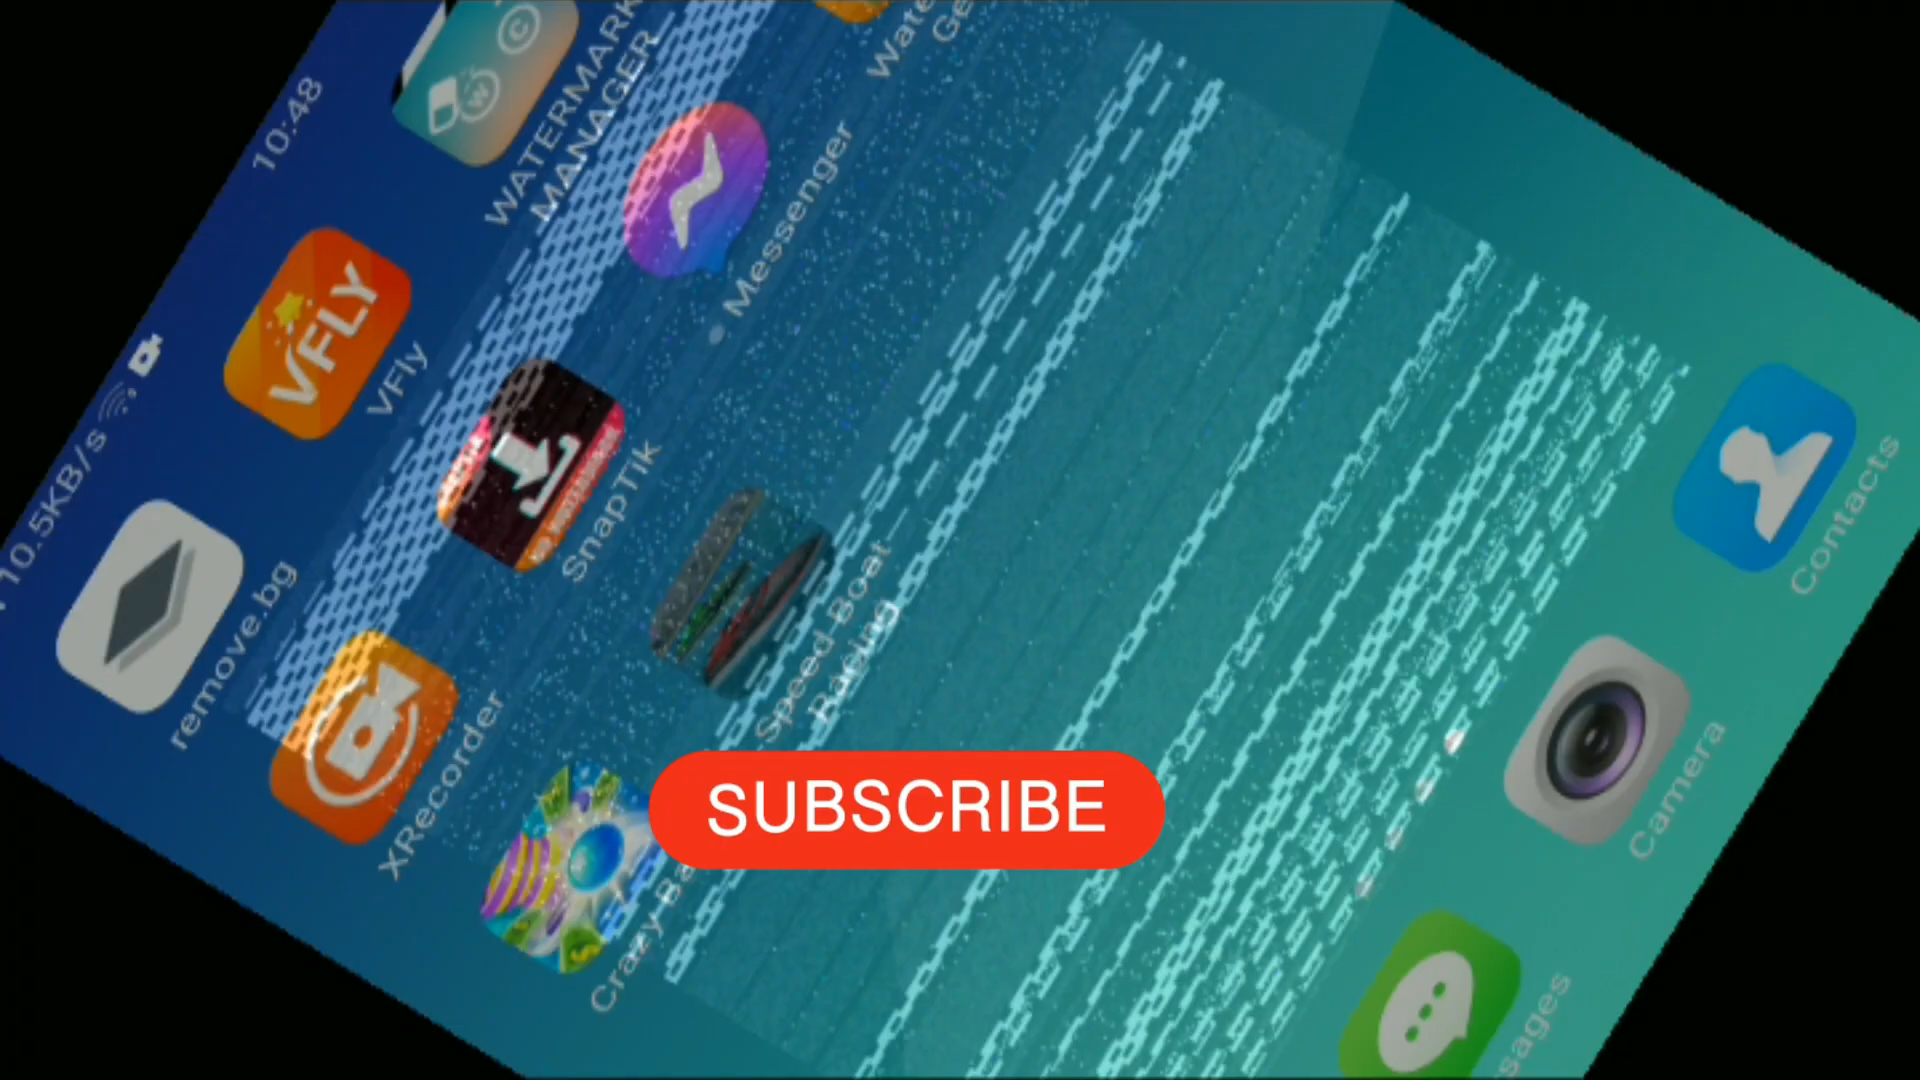 10:48
10.5KB/s
WATERMARK
MANAGER
VFLY
VFly
remove.bg
Messenger
SnapTik
XRecorder
Speed Boat
Racing
SUBSCRIBE
Contacts
Camera